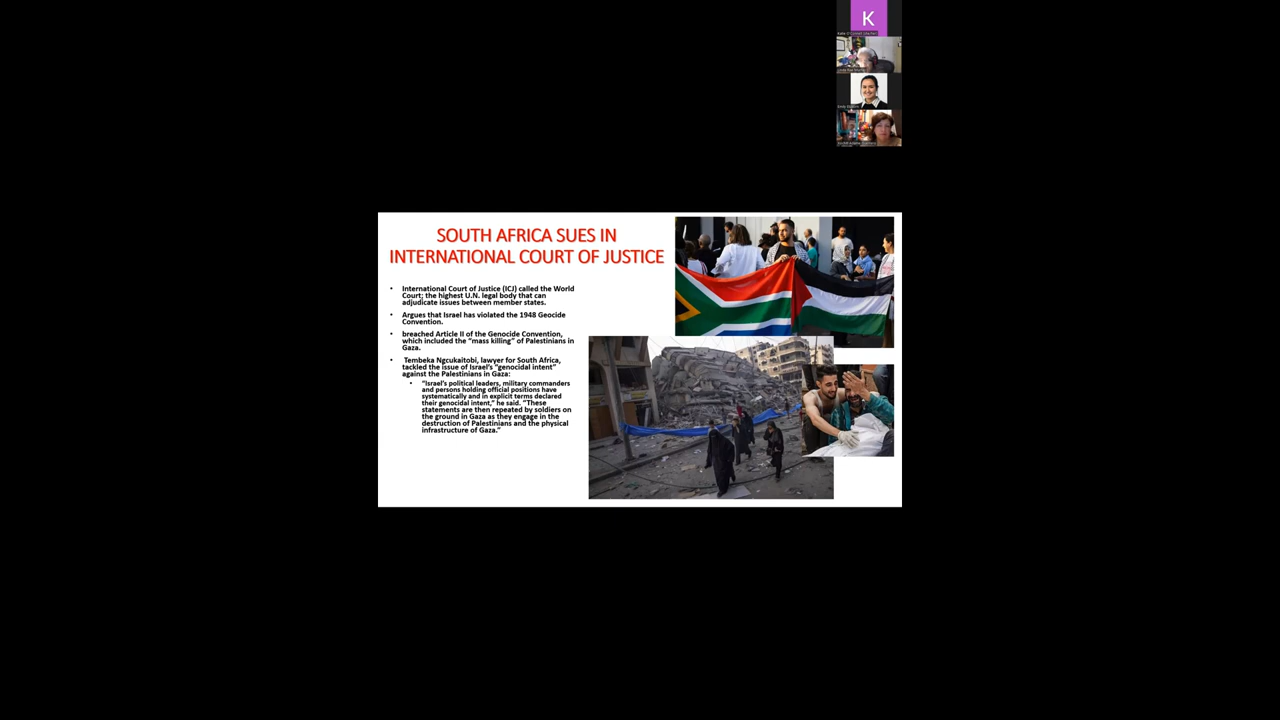 K
SOUTH AFRICA SUES IN
INTERNATIONAL COURT OF JUSTICE
• International Court of Justice (ICJ) called the World
Court; the highest U.N. legal body that can
adjudicate issues between member states.
• Argues that Israel has violated the 1948 Geocide
Convention.
• breached Article II of the Genocide Convention,
which included the “mass killing” of Palestinians in
Gaza.
• Tembeka Ngcukaitobi, lawyer for South Africa,
tackled the issue of Israel’s “genocidal intent”
against the Palestinians in Gaza:
• “Israel’s political leaders, military commanders
and persons holding official positions have
systematically and in explicit terms declared
their genocidal intent,” he said. “These
statements are then repeated by soldiers on
the ground in Gaza as they engage in the
destruction of Palestinians and the physical
infrastructure of Gaza.”